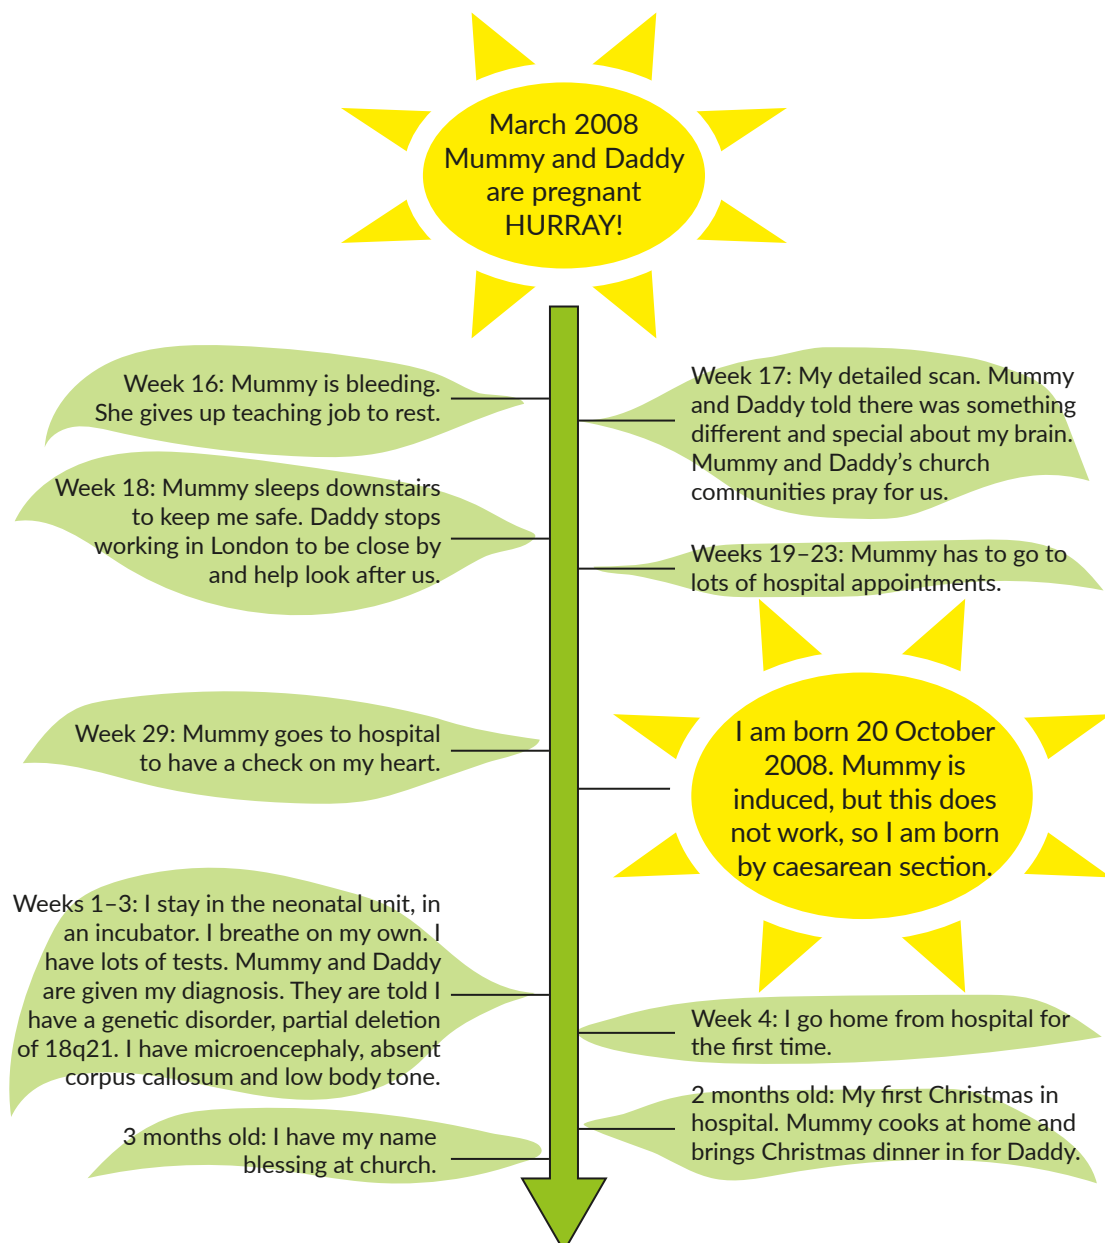 March 2008
Mummy and Daddy
are pregnant
HURRAY!
Week 16: Mummy is bleeding.
She gives up teaching job to rest.
Week 17: My detailed scan. Mummy
and Daddy told there was something
different and special about my brain.
Mummy and Daddy’s church
communities pray for us.
Week 18: Mummy sleeps downstairs
to keep me safe. Daddy stops
working in London to be close by
and help look after us.
Weeks 19–23: Mummy has to go to
lots of hospital appointments.
Week 29: Mummy goes to hospital
to have a check on my heart.
I am born 20 October
2008. Mummy is
induced, but this does
not work, so I am born
by caesarean section.
Weeks 1–3: I stay in the neonatal unit, in
an incubator. I breathe on my own. I
have lots of tests. Mummy and Daddy
are given my diagnosis. They are told I
have a genetic disorder, partial deletion
of 18q21. I have microencephaly, absent
corpus callosum and low body tone.
Week 4: I go home from hospital for
the first time.
2 months old: My first Christmas in
hospital. Mummy cooks at home and
brings Christmas dinner in for Daddy.
3 months old: I have my name
blessing at church.